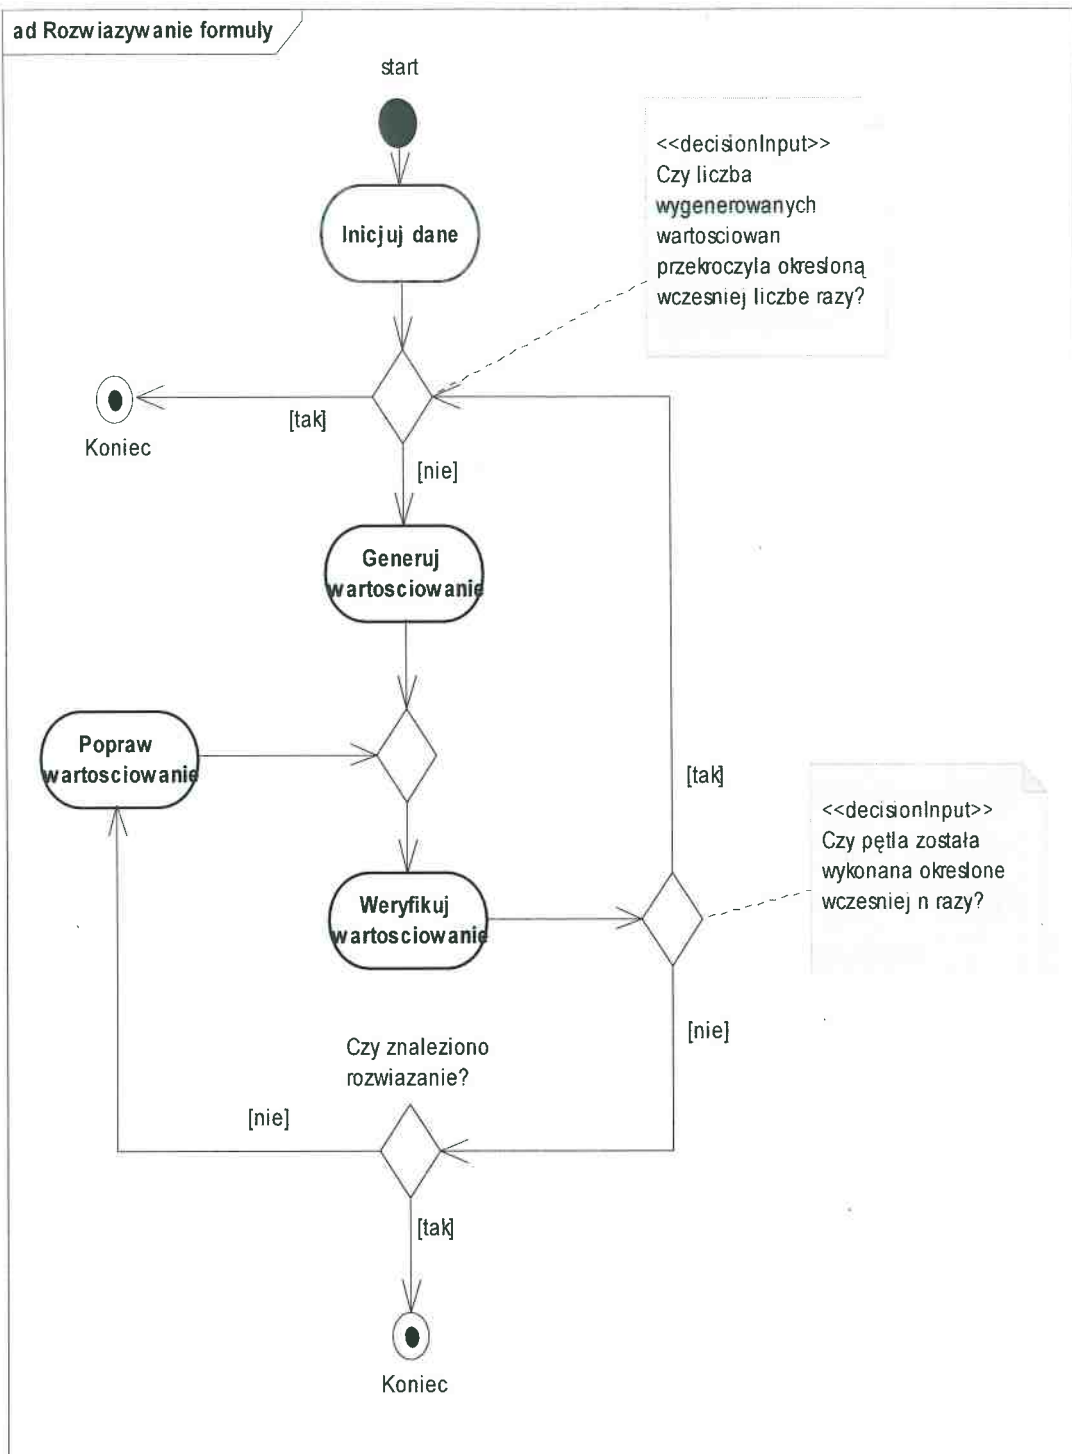 ad Rozwiazywanie formuly
start
<<decisionInput>>
Czy liczba
wygenerowanych
wartosciowan
przekroczyla okresloną
wczesniej liczbe razy?
Inicjuj dane
[tak]
Koniec
[nie]
Generuj
wartosciowanie
Popraw
wartosciowanie
[tak]
<<decisionInput>>
Czy pętla została
wykonana okreslone
wczesniej n razy?
Weryfikuj
wartosciowanie
[nie]
Czy znaleziono
rozwiazanie?
[nie]
[tak]
Koniec